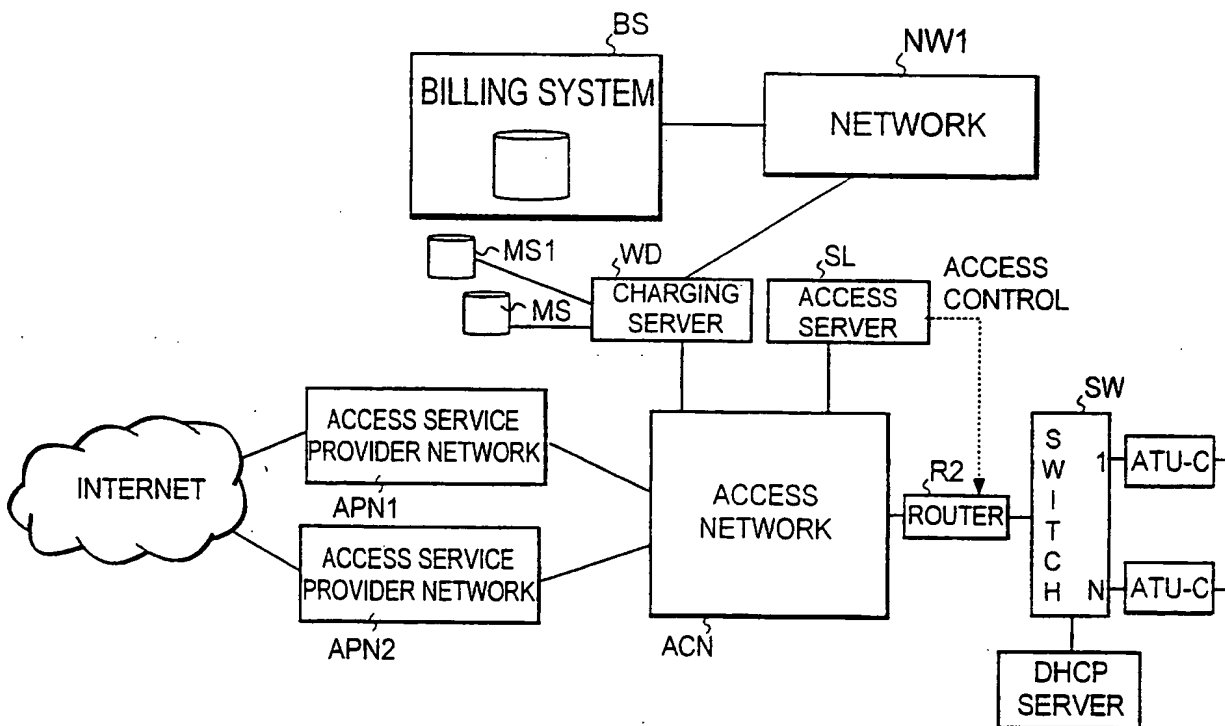 BS
NW1
BILLING SYSTEM
NETWORK
MS1
MS
WD
CHARGING
SERVER
SL
ACCESS
SERVER
ACCESS
CONTROL
SW
ACCESS SERVICE
PROVIDER NETWORK
APN1
INTERNET
ACCESS SERVICE
PROVIDER NETWORK
APN2
ACCESS
NETWORK
ACN
R2
ROUTER
SWITCH
1
N
ATU-C
ATU-C
DHCP
SERVER